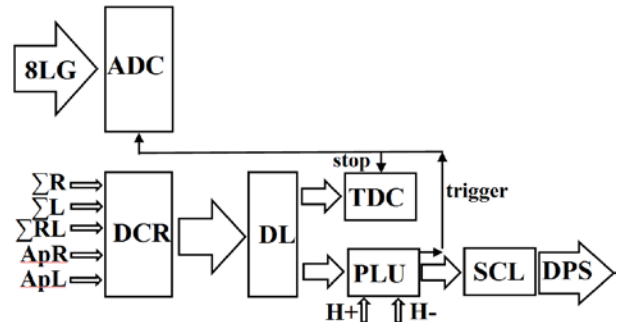 8LG
ADC
stop
trigger
∑R
∑L
∑RL
ApR
ApL
DCR
DL
TDC
PLU
SCL
DPS
H+
H-